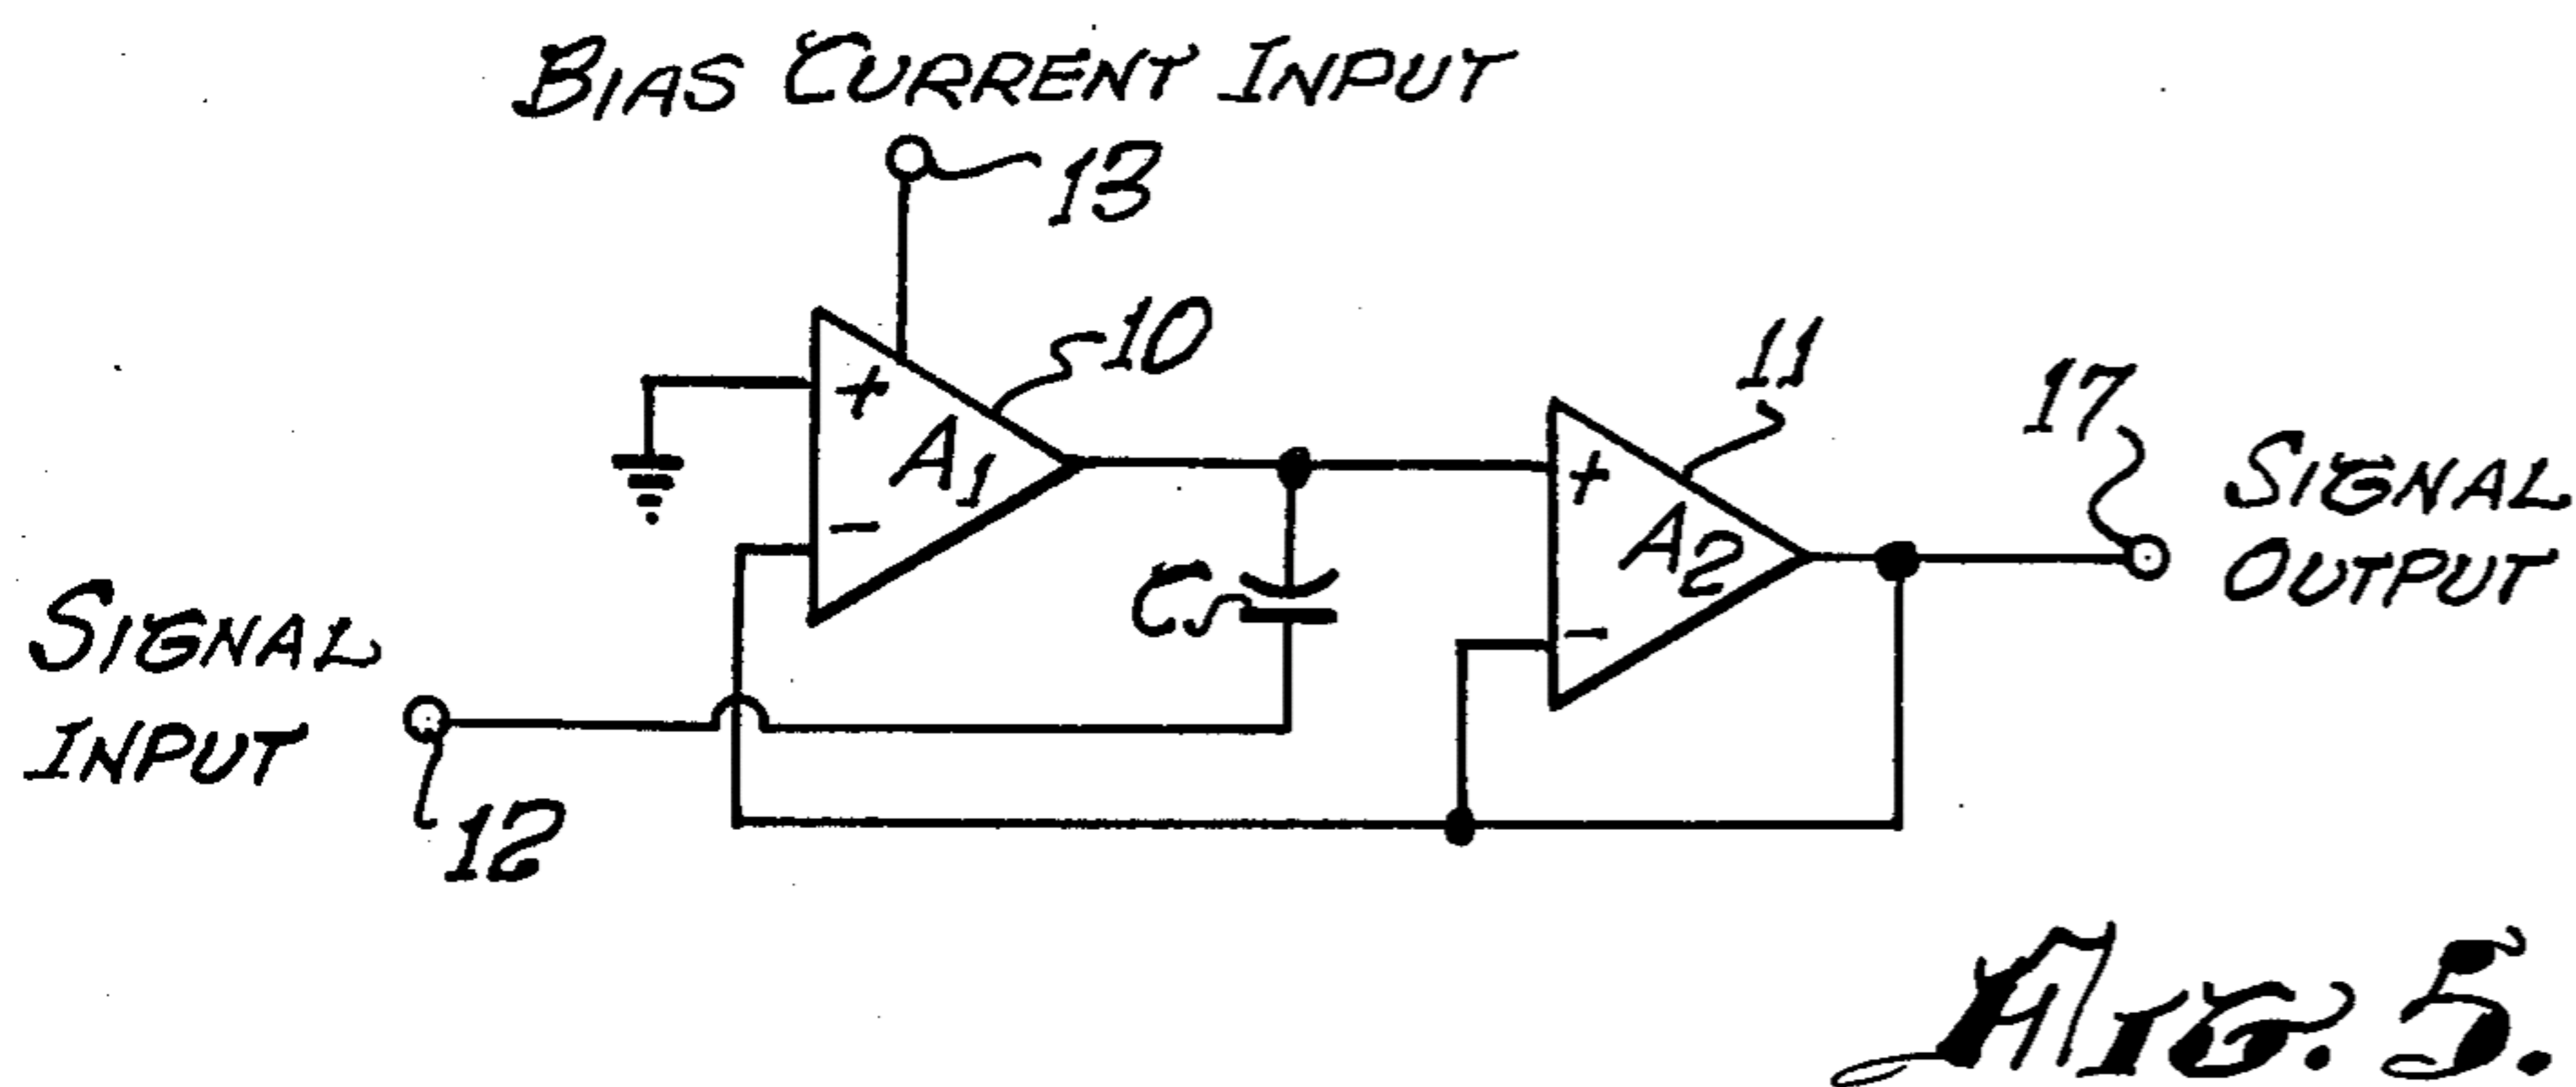 BIAS CURRENT INPUT
13
10
+
A1
-
11
17
+
A2
-
SIGNAL
OUTPUT
C
SIGNAL
INPUT
12
FIG. 5.